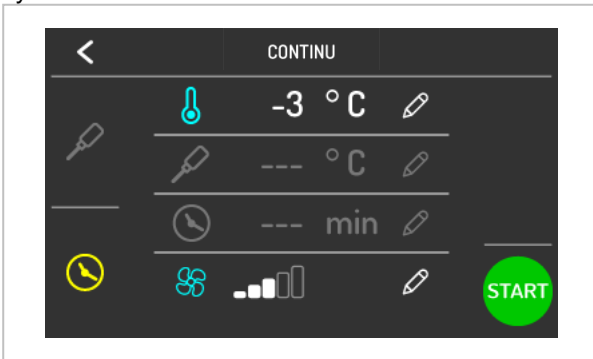 CONTINU
-3 °C
--- °C
--- min
START